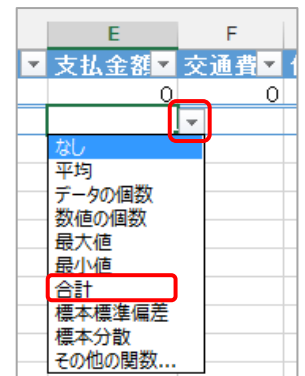 E F
支払金額 交通費
0 0
なし
平均
データの個数
数値の個数
最大値
最小値
合計
標本標準偏差
標本分散
その他の関数...